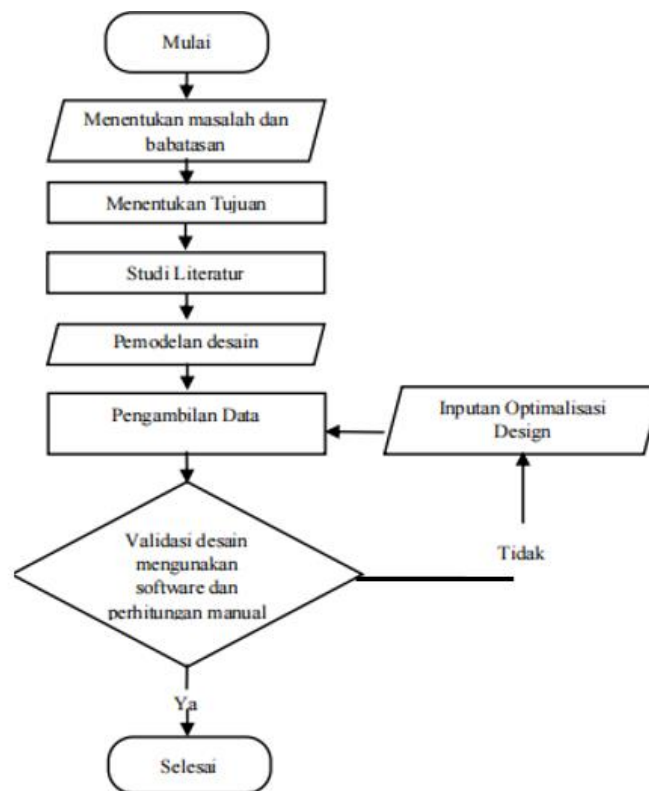 Mulai
Menentukan masalah dan
babatasan
Menentukan Tujuan
Studi Literatur
Pemodelan desain
Pengambilan Data
Inputan Optimalisasi
Design
Validasi desain
mengunakan
software dan
perhitungan manual
Tidak
Ya
Selesai